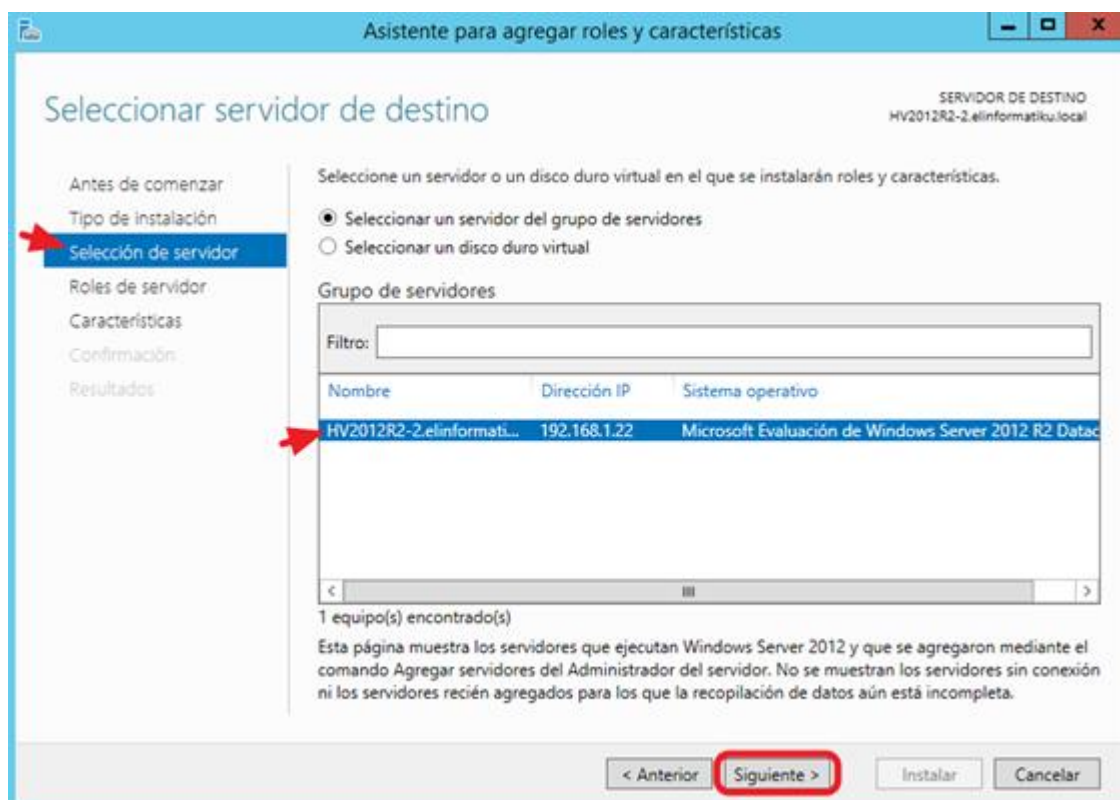 Asistente para agregar roles y características
Seleccionar servidor de destino
SERVIDOR DE DESTINO
HV2012R2-2.elinformatiku.local
Antes de comenzar
Tipo de instalación
Selección de servidor
Roles de servidor
Características
Confirmación
Resultados
Seleccione un servidor o un disco duro virtual en el que se instalarán roles y características.
Seleccionar un servidor del grupo de servidores
Seleccionar un disco duro virtual
Grupo de servidores
Filtro:
Nombre Dirección IP Sistema operativo
HV2012R2-2.elinformati... 192.168.1.22 Microsoft Evaluación de Windows Server 2012 R2 Datac
1 equipo(s) encontrado(s)
Esta página muestra los servidores que ejecutan Windows Server 2012 y que se agregaron mediante el
comando Agregar servidores del Administrador del servidor. No se muestran los servidores sin conexión
ni los servidores recién agregados para los que la recopilación de datos aún está incompleta.
< Anterior Siguiente > Instalar Cancelar